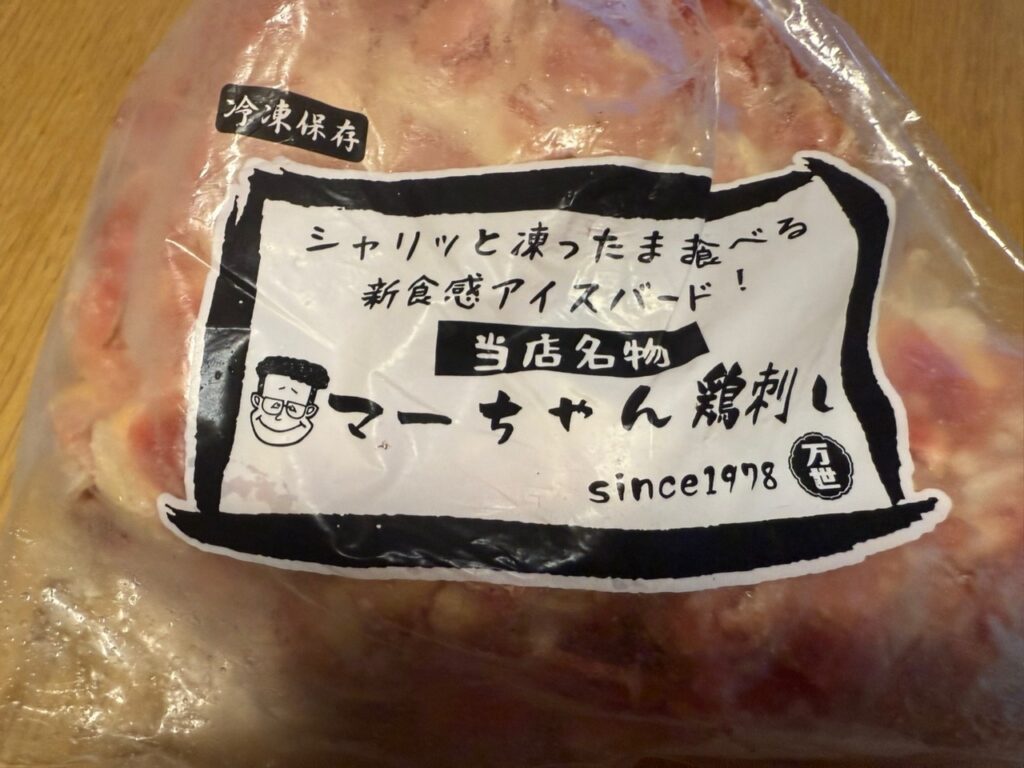 冷凍保存
シャリッと凍ったまま食べる
新食感アイスバード!
当店名物
マーちゃん鶏刺し
since1978
万世